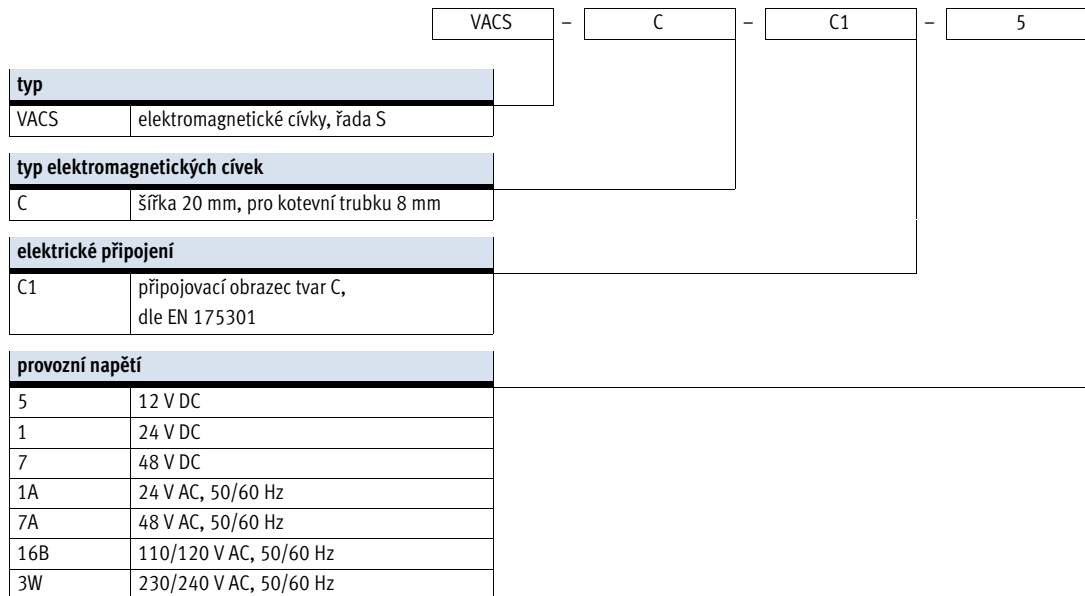 VACS – C – C1 – 5
typ
VACS elektromagnetické cívky, řada S
typ elektromagnetických cívek
C šířka 20 mm, pro kotevní trubku 8 mm
elektrické připojení
C1 připojovací obrazec tvar C,
dle EN 175301
provozní napětí
5 12 V DC
1 24 V DC
7 48 V DC
1A 24 V AC, 50/60 Hz
7A 48 V AC, 50/60 Hz
16B 110/120 V AC, 50/60 Hz
3W 230/240 V AC, 50/60 Hz